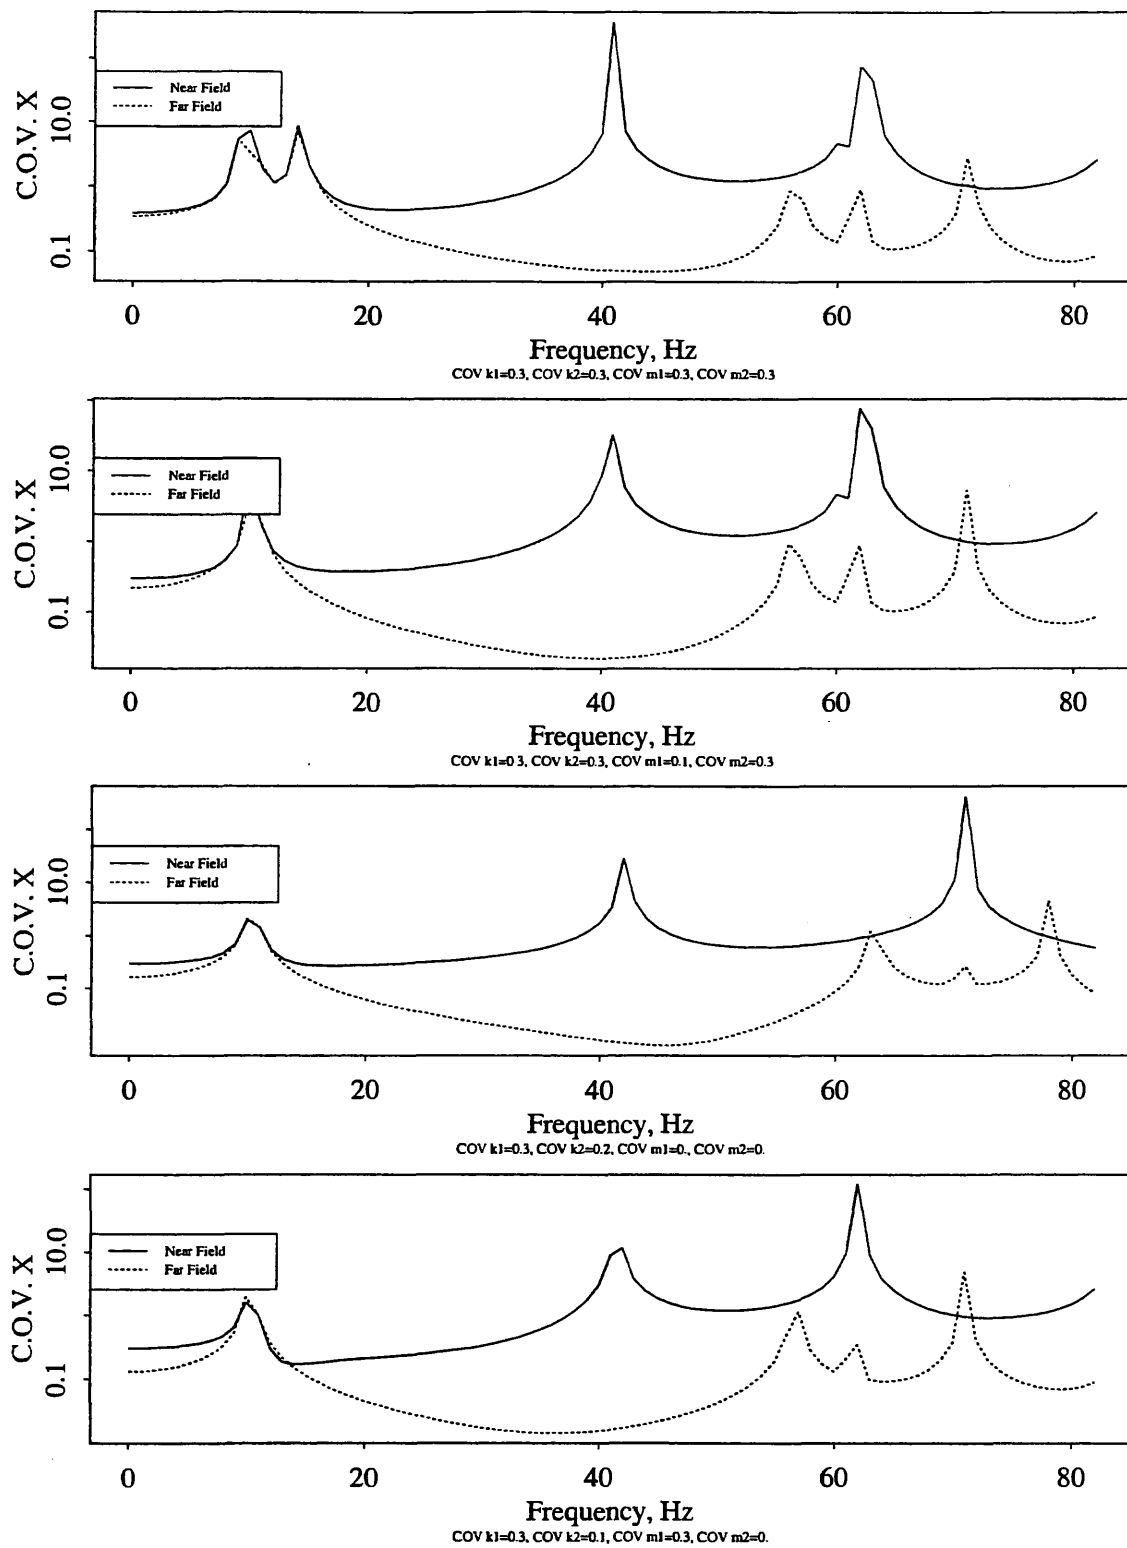 C.O.V. X
10.0
0.1
Near Field
Far Field
0 20 40 60 80
Frequency, Hz
COV k1=0.3, COV k2=0.3, COV m1=0.3, COV m2=0.3
C.O.V. X
10.0
0.1
Near Field
Far Field
0 20 40 60 80
Frequency, Hz
COV k1=0.3, COV k2=0.3, COV m1=0.1, COV m2=0.3
C.O.V. X
10.0
0.1
Near Field
Far Field
0 20 40 60 80
Frequency, Hz
COV k1=0.3, COV k2=0.2, COV m1=0., COV m2=0.
C.O.V. X
10.0
0.1
Near Field
Far Field
0 20 40 60 80
Frequency, Hz
COV k1=0.3, COV k2=0.1, COV m1=0.3, COV m2=0.